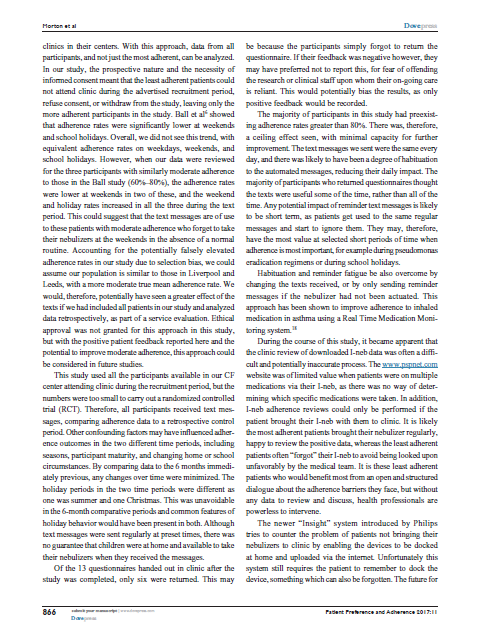 Morton et al
Dovepress
clinics in their centers. With this approach, data from all
participants, and not just the most adherent, can be analyzed.
In our study, the prospective nature and the necessity of
informed consent meant that the least adherent patients could
not attend clinic during the advertised recruitment period,
refuse consent, or withdraw from the study, leaving only the
more adherent participants in the study. Ball et al⁶ showed
that adherence rates were significantly lower at weekends
and school holidays. Overall, we did not see this trend, with
equivalent adherence rates on weekdays, weekends, and
school holidays. However, when our data were reviewed
for the three participants with similarly moderate adherence
to those in the Ball study (60%–80%), the adherence rates
were lower at weekends in two of these, and the weekend
and holiday rates increased in all the three during the text
period. This could suggest that the text messages are of use
to these patients with moderate adherence who forget to take
their nebulizers at the weekends in the absence of a normal
routine. Accounting for the potentially falsely elevated
adherence rates in our study due to selection bias, we could
assume our population is similar to those in Liverpool and
Leeds, with a more moderate true mean adherence rate. We
would, therefore, potentially have seen a greater effect of the
texts if we had included all patients in our study and analyzed
data retrospectively, as part of a service evaluation. Ethical
approval was not granted for this approach in this study,
but with the positive patient feedback reported here and the
potential to improve moderate adherence, this approach could
be considered in future studies.
This study used all the participants available in our CF
center attending clinic during the recruitment period, but the
numbers were too small to carry out a randomized controlled
trial (RCT). Therefore, all participants received text mes-
sages, comparing adherence data to a retrospective control
period. Other confounding factors may have influenced adher-
ence outcomes in the two different time periods, including
seasons, participant maturity, and changing home or school
circumstances. By comparing data to the 6 months immedi-
ately previous, any changes over time were minimized. The
holiday periods in the two time periods were different as
one was summer and one Christmas. This was unavoidable
in the 6-month comparative periods and common features of
holiday behavior would have been present in both. Although
text messages were sent regularly at preset times, there was
no guarantee that children were at home and available to take
their nebulizers when they received the messages.
Of the 13 questionnaires handed out in clinic after the
study was completed, only six were returned. This may
be because the participants simply forgot to return the
questionnaire. If their feedback was negative however, they
may have preferred not to report this, for fear of offending
the research or clinical staff upon whom their on-going care
is reliant. This would potentially bias the results, as only
positive feedback would be recorded.
The majority of participants in this study had preexist-
ing adherence rates greater than 80%. There was, therefore,
a ceiling effect seen, with minimal capacity for further
improvement. The text messages we sent were the same every
day, and there was likely to have been a degree of habituation
to the automated messages, reducing their daily impact. The
majority of participants who returned questionnaires thought
the texts were useful some of the time, rather than all of the
time. Any potential impact of reminder text messages is likely
to be short term, as patients get used to the same regular
messages and start to ignore them. They may, therefore,
have the most value at selected short periods of time when
adherence is most important, for example during pseudomonas
eradication regimens or during school holidays.
Habituation and reminder fatigue be also overcome by
changing the texts received, or by only sending reminder
messages if the nebulizer had not been actuated. This
approach has been shown to improve adherence to inhaled
medication in asthma using a Real Time Medication Moni-
toring system.¹⁸
During the course of this study, it became apparent that
the clinic review of downloaded I-neb data was often a diffi-
cult and potentially inaccurate process. The www.pspnet.com
website was of limited value when patients were on multiple
medications via their I-neb, as there was no way of deter-
mining which specific medications were taken. In addition,
I-neb adherence reviews could only be performed if the
patient brought their I-neb with them to clinic. It is likely
the most adherent patients brought their nebulizer regularly,
happy to review the positive data, whereas the least adherent
patients often “forgot” their I-neb to avoid being looked upon
unfavorably by the medical team. It is these least adherent
patients who would benefit most from an open and structured
dialogue about the adherence barriers they face, but without
any data to review and discuss, health professionals are
powerless to intervene.
The newer “Insight” system introduced by Philips
tries to counter the problem of patients not bringing their
nebulizers to clinic by enabling the devices to be docked
at home and uploaded via the internet. Unfortunately this
system still requires the patient to remember to dock the
device, something which can also be forgotten. The future for
866
submit your manuscript | www.dovepress.com
Dovepress
Patient Preference and Adherence 2017:11